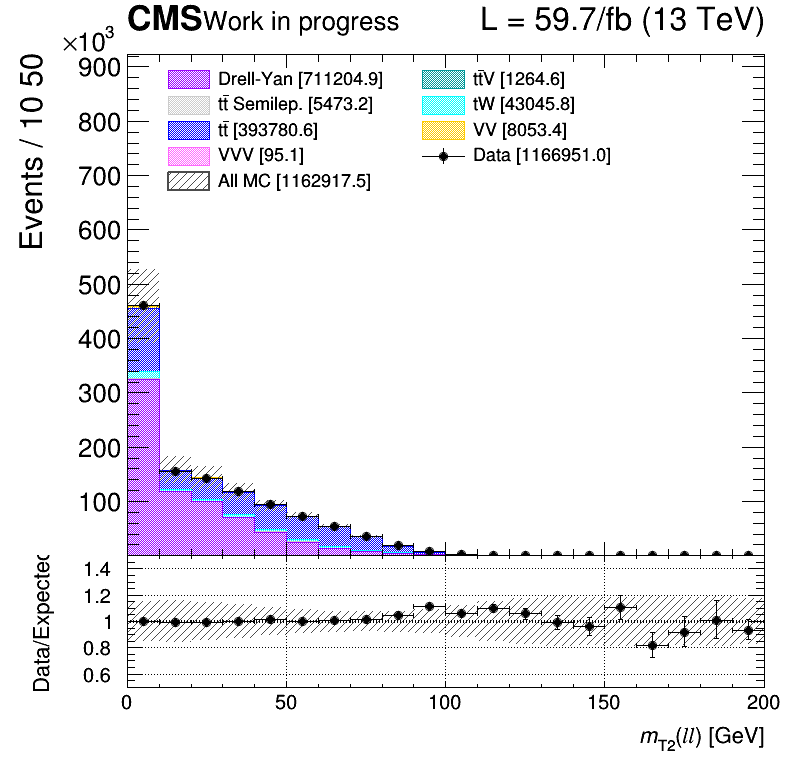 CMS Work in progress L = 59.7/fb (13 TeV)
×10³
Events / 10 50
900
800
700
600
500
400
300
200
100
Drell-Yan [711204.9]
tt̄ Semilep. [5473.2]
tt̄ [393780.6]
VVV [95.1]
All MC [1162917.5]
tt̄V [1264.6]
tW [43045.8]
VV [8053.4]
Data [1166951.0]
Data/Expected
1.4
1.2
1
0.8
0.6
0 50 100 150 200
mT2(ll) [GeV]